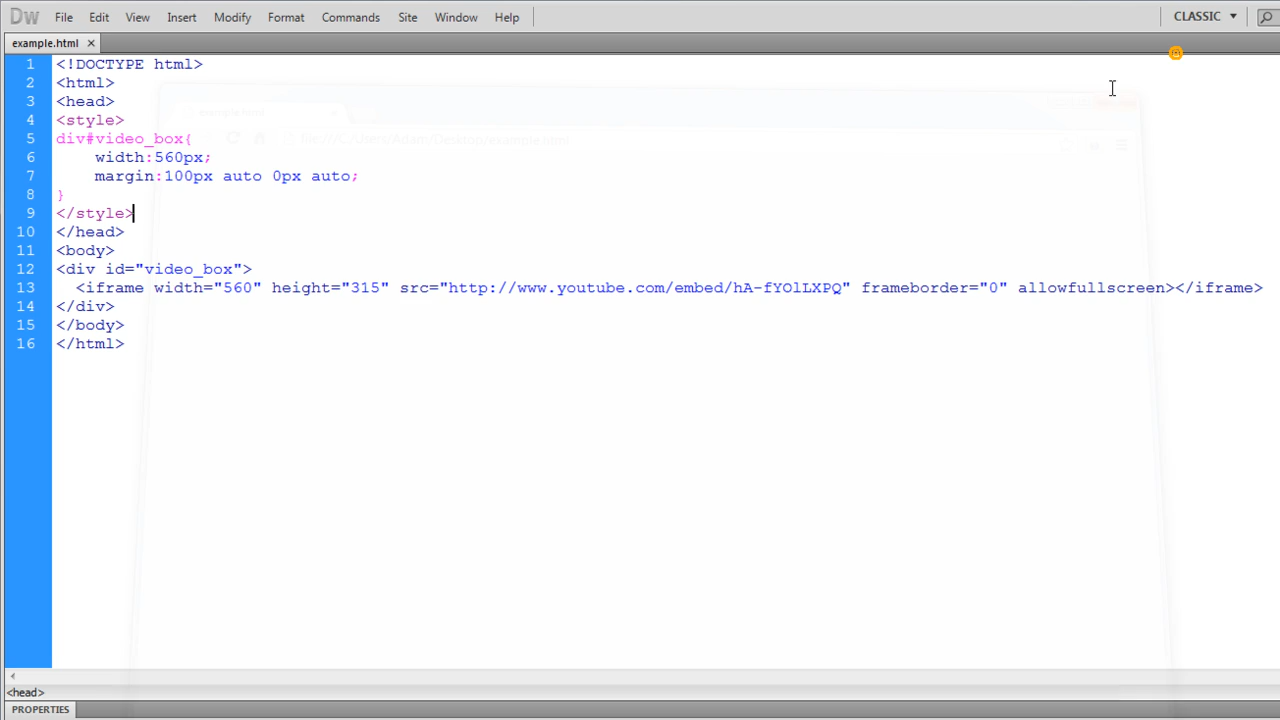 Dw File Edit View Insert Modify Format Commands Site Window Help CLASSIC
example.html
1 <!DOCTYPE html>
2 <html>
3 <head>
4 <style>
5 div#video_box{
6 width:560px;
7 margin:100px auto 0px auto;
8 }
9 </style>
10 </head>
11 <body>
12 <div id="video_box">
13 <iframe width="560" height="315" src="http://www.youtube.com/embed/hA-fYOlLXPQ" frameborder="0" allowfullscreen></iframe>
14 </div>
15 </body>
16 </html>
<head>
PROPERTIES